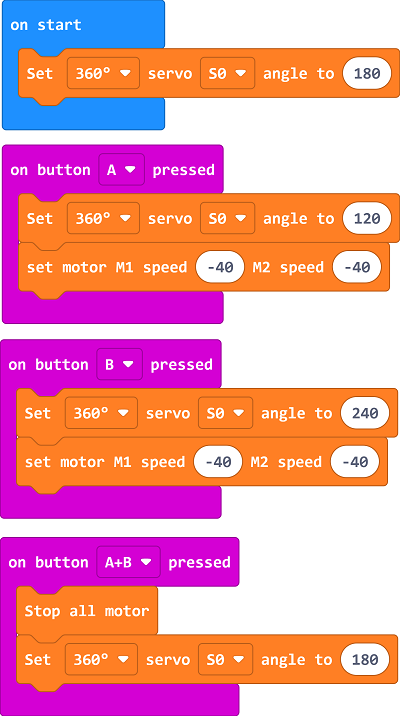 on start
Set 360° servo S0 angle to 180
on button A pressed
Set 360° servo S0 angle to 120
set motor M1 speed -40 M2 speed -40
on button B pressed
Set 360° servo S0 angle to 240
set motor M1 speed -40 M2 speed -40
on button A+B pressed
Stop all motor
Set 360° servo S0 angle to 180